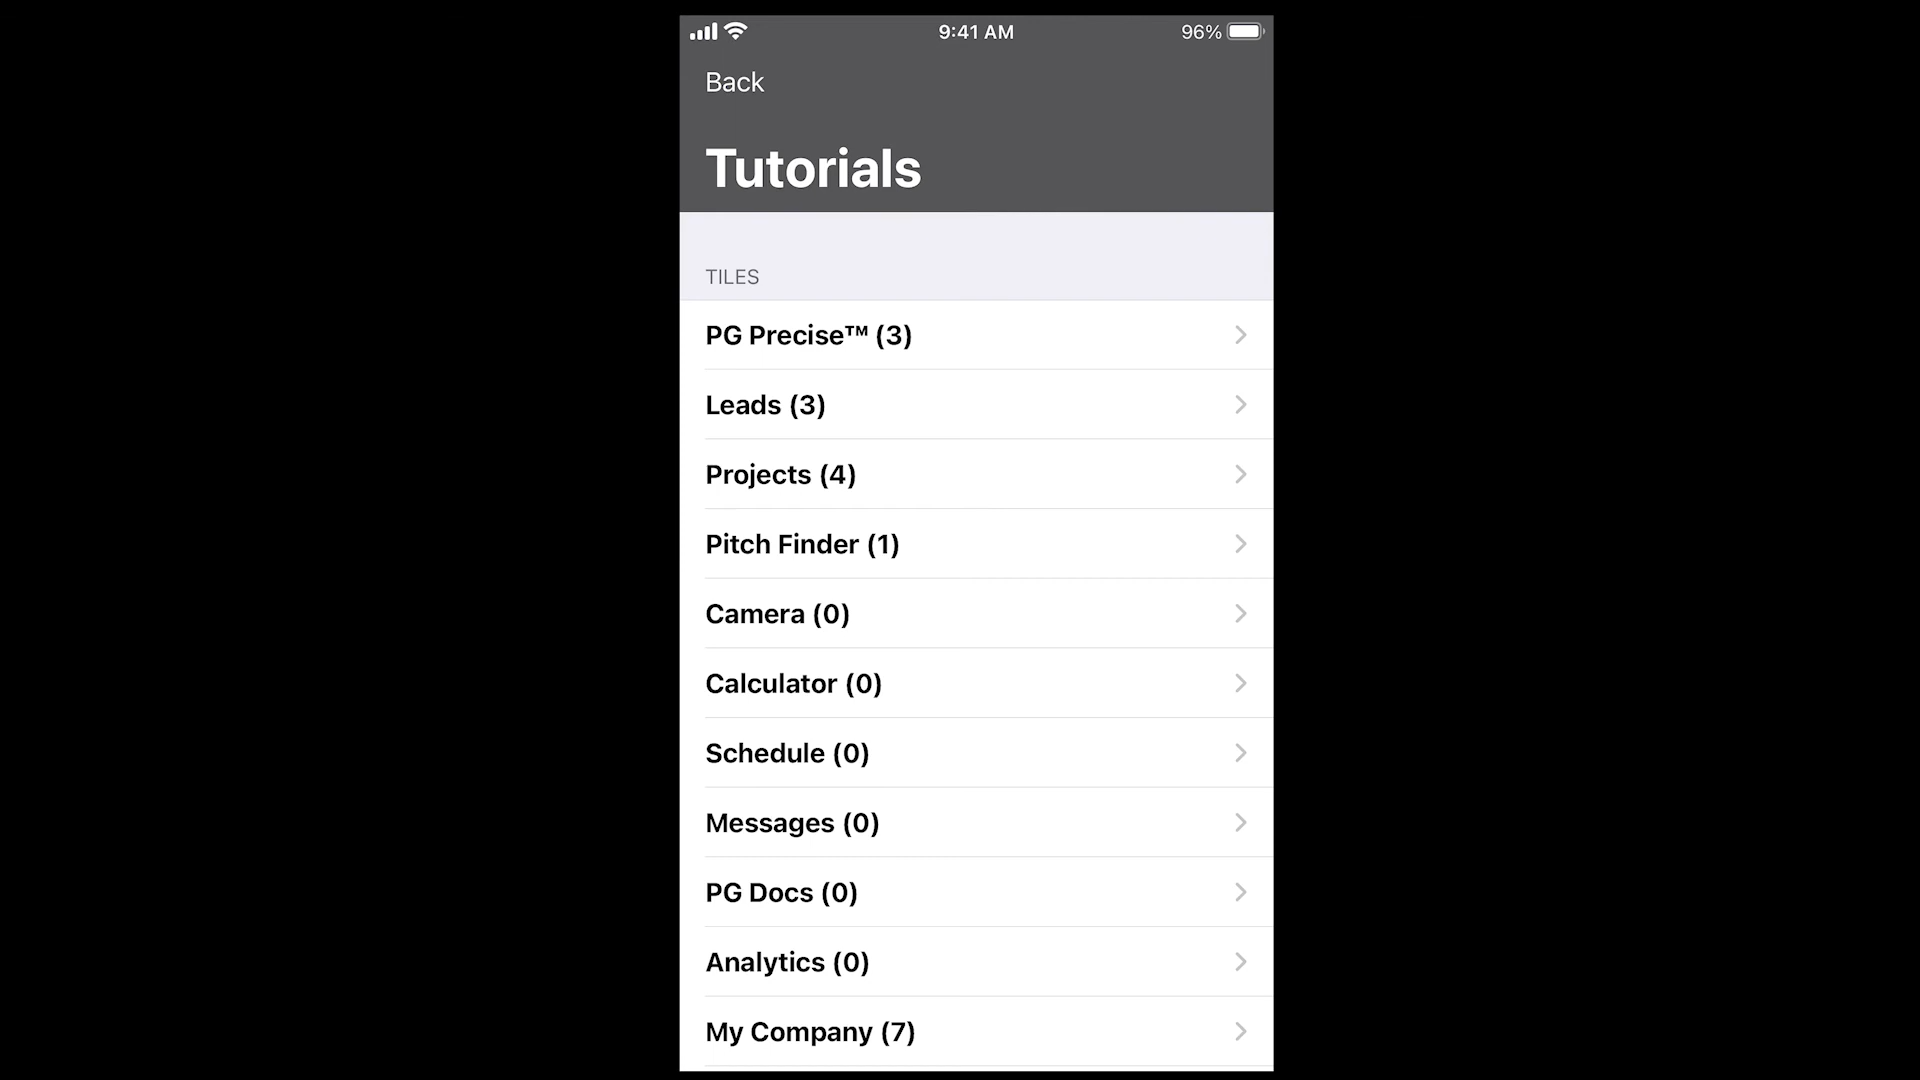 9:41 AM
96%
Back
Tutorials
TILES
PG Precise™ (3)
Leads (3)
Projects (4)
Pitch Finder (1)
Camera (0)
Calculator (0)
Schedule (0)
Messages (0)
PG Docs (0)
Analytics (0)
My Company (7)